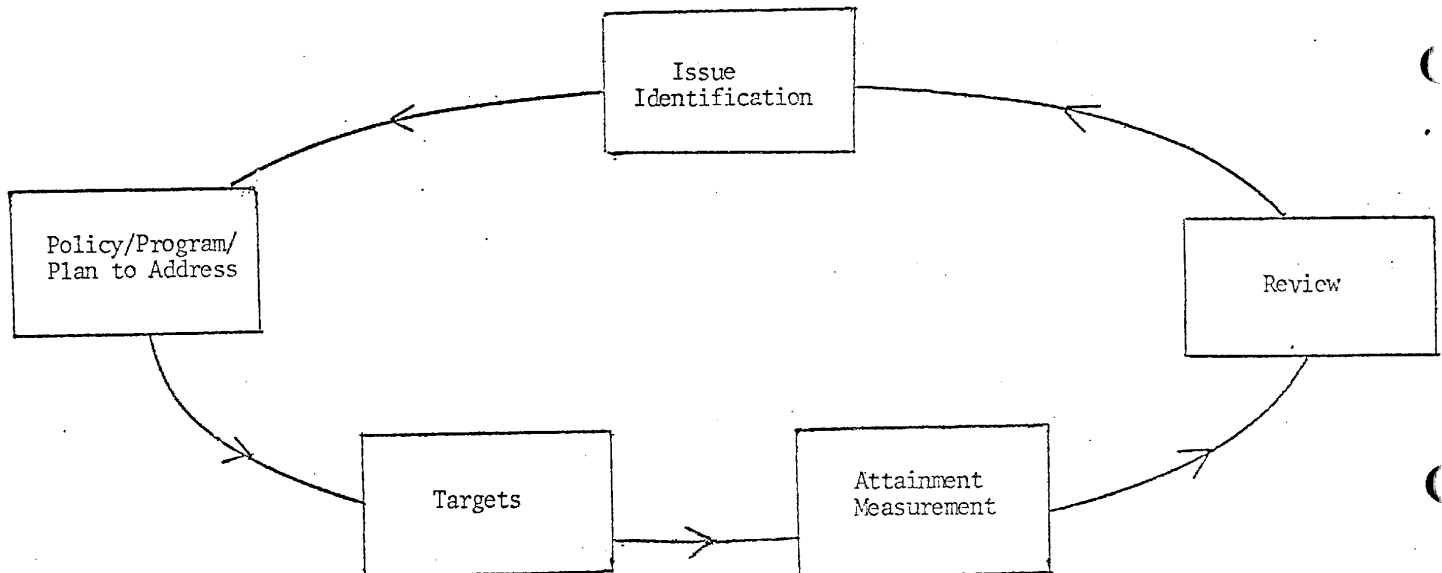 Issue
Identification
Policy/Program/
Plan to Address
Review
Targets
Attainment
Measurement